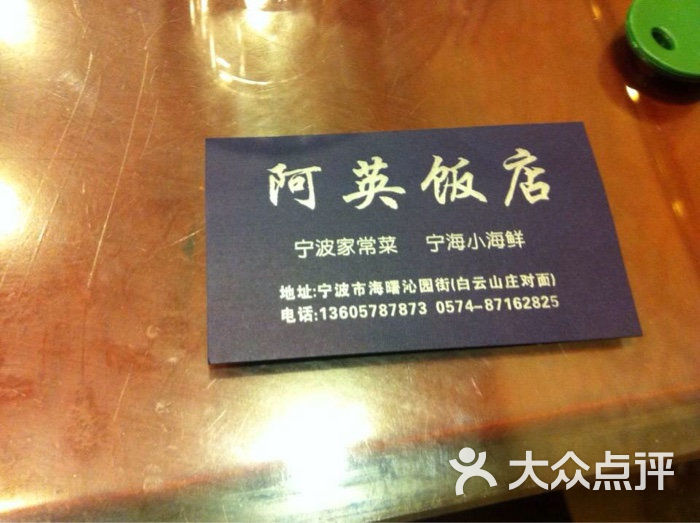 阿英饭店
宁波家常菜 宁海小海鲜
地址:宁波市海曙沁园街(白云山庄对面)
电话:13605787873 0574-87162825
大众点评